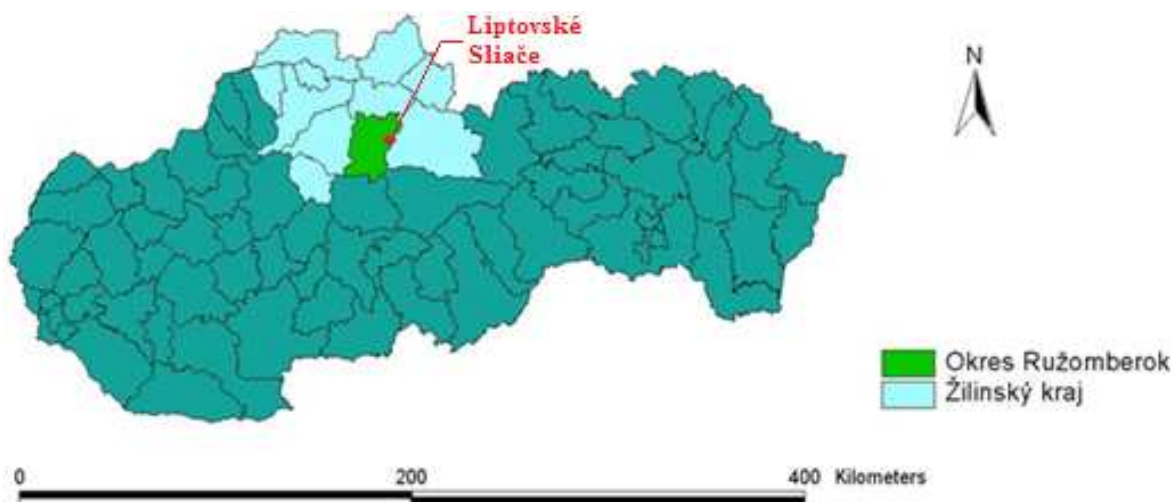 Liptovské
Sliače
N
Okres Ružomberok
Žilinský kraj
0 200 400 Kilometers